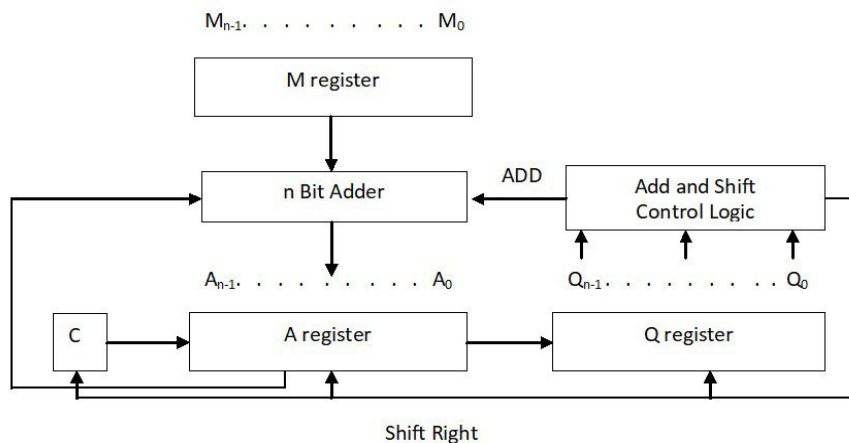 Mn-1. . . . . . . . . M0
M register
n Bit Adder
ADD
Add and Shift
Control Logic
An-1. . . . . . . . . A0
Qn-1. . . . . . . . . Q0
C
A register
Q register
Shift Right